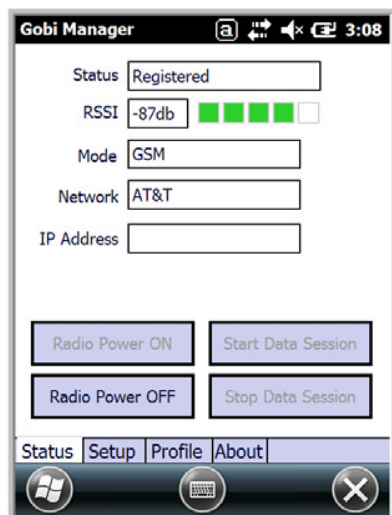 Gobi Manager a 3:08
Status Registered
RSSI -87db
Mode GSM
Network AT&T
IP Address
Radio Power ON Start Data Session
Radio Power OFF Stop Data Session
Status Setup Profile About